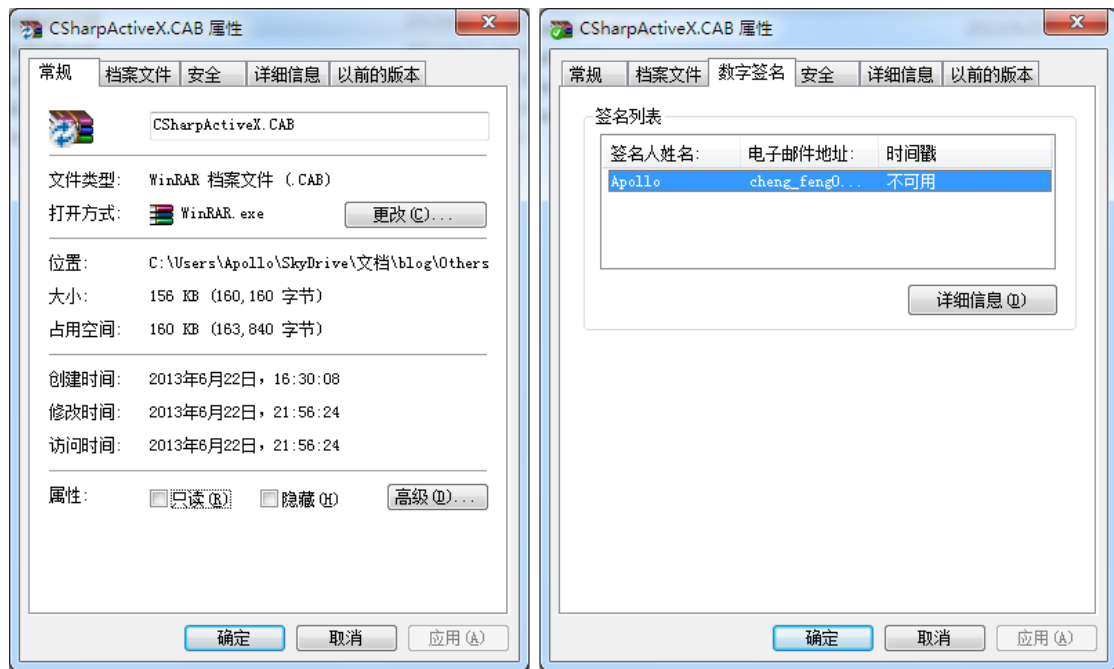 CSharpActiveX.CAB 属性
X
常规 档案文件 安全 详细信息 以前的版本
CSharpActiveX.CAB
文件类型: WinRAR 档案文件 (.CAB)
打开方式: WinRAR.exe 更改(C)...
位置: C:\Users\Apollo\SkyDrive\文档\blog\Others
大小: 156 KB (160,160 字节)
占用空间: 160 KB (163,840 字节)
创建时间: 2013年6月22日，16:30:08
修改时间: 2013年6月22日，21:56:24
访问时间: 2013年6月22日，21:56:24
属性: 只读(R) 隐藏(H) 高级(D)...
确定 取消 应用(A)
CSharpActiveX.CAB 属性
X
常规 档案文件 数字签名 安全 详细信息 以前的版本
签名列表
签名人姓名: 电子邮件地址: 时间戳
Apollo cheng_feng0... 不可用
详细信息(D)
确定 取消 应用(A)